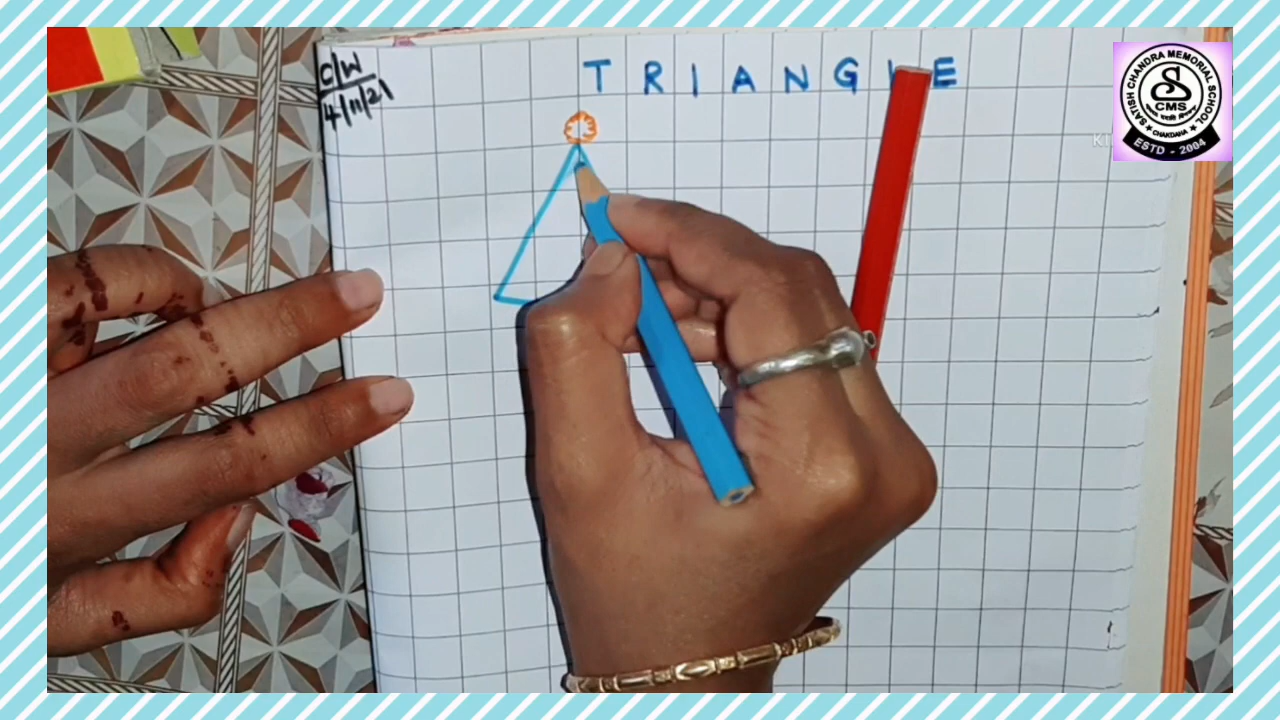 C/W
4/11/21
TRIANGLE
SATISH CHANDRA MEMORIAL SCHOOL
S
CMS
CHAKDAHA
ESTD - 2004